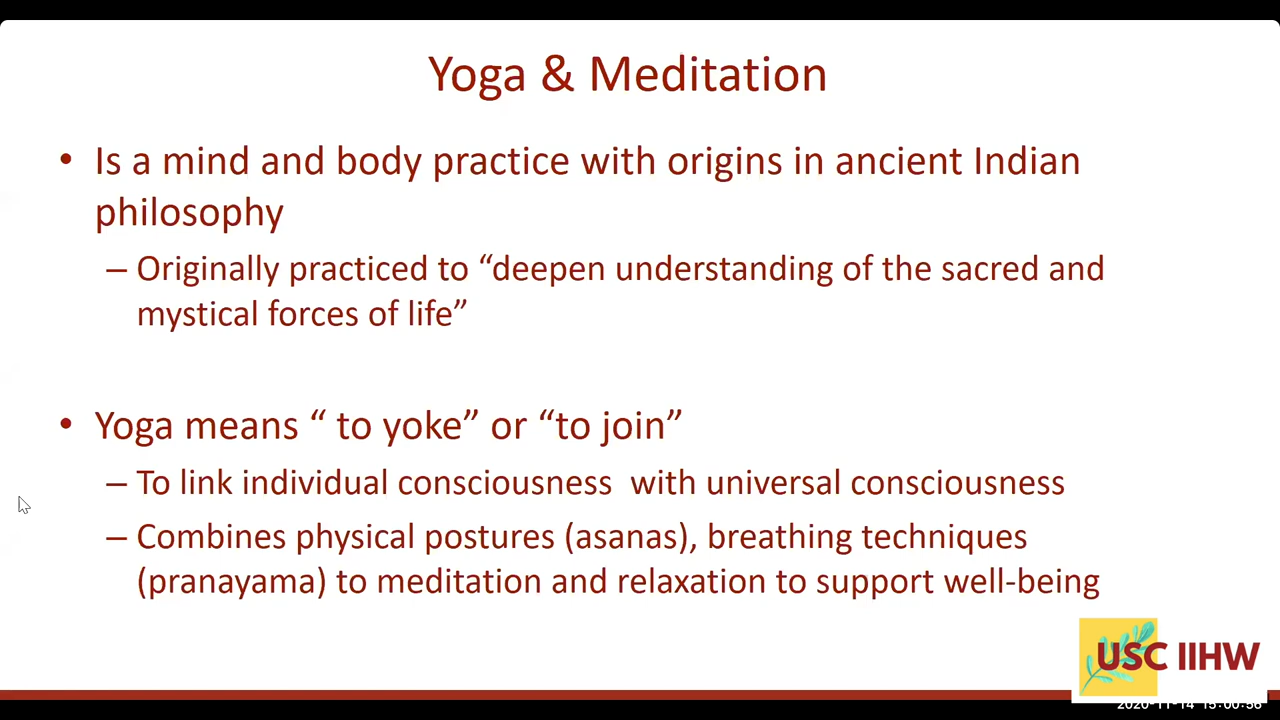 Yoga & Meditation
• Is a mind and body practice with origins in ancient Indian
philosophy
– Originally practiced to “deepen understanding of the sacred and
mystical forces of life”
• Yoga means “ to yoke” or “to join”
– To link individual consciousness  with universal consciousness
– Combines physical postures (asanas), breathing techniques
(pranayama) to meditation and relaxation to support well-being
USC IIHW
2020-11-14 15:00:56